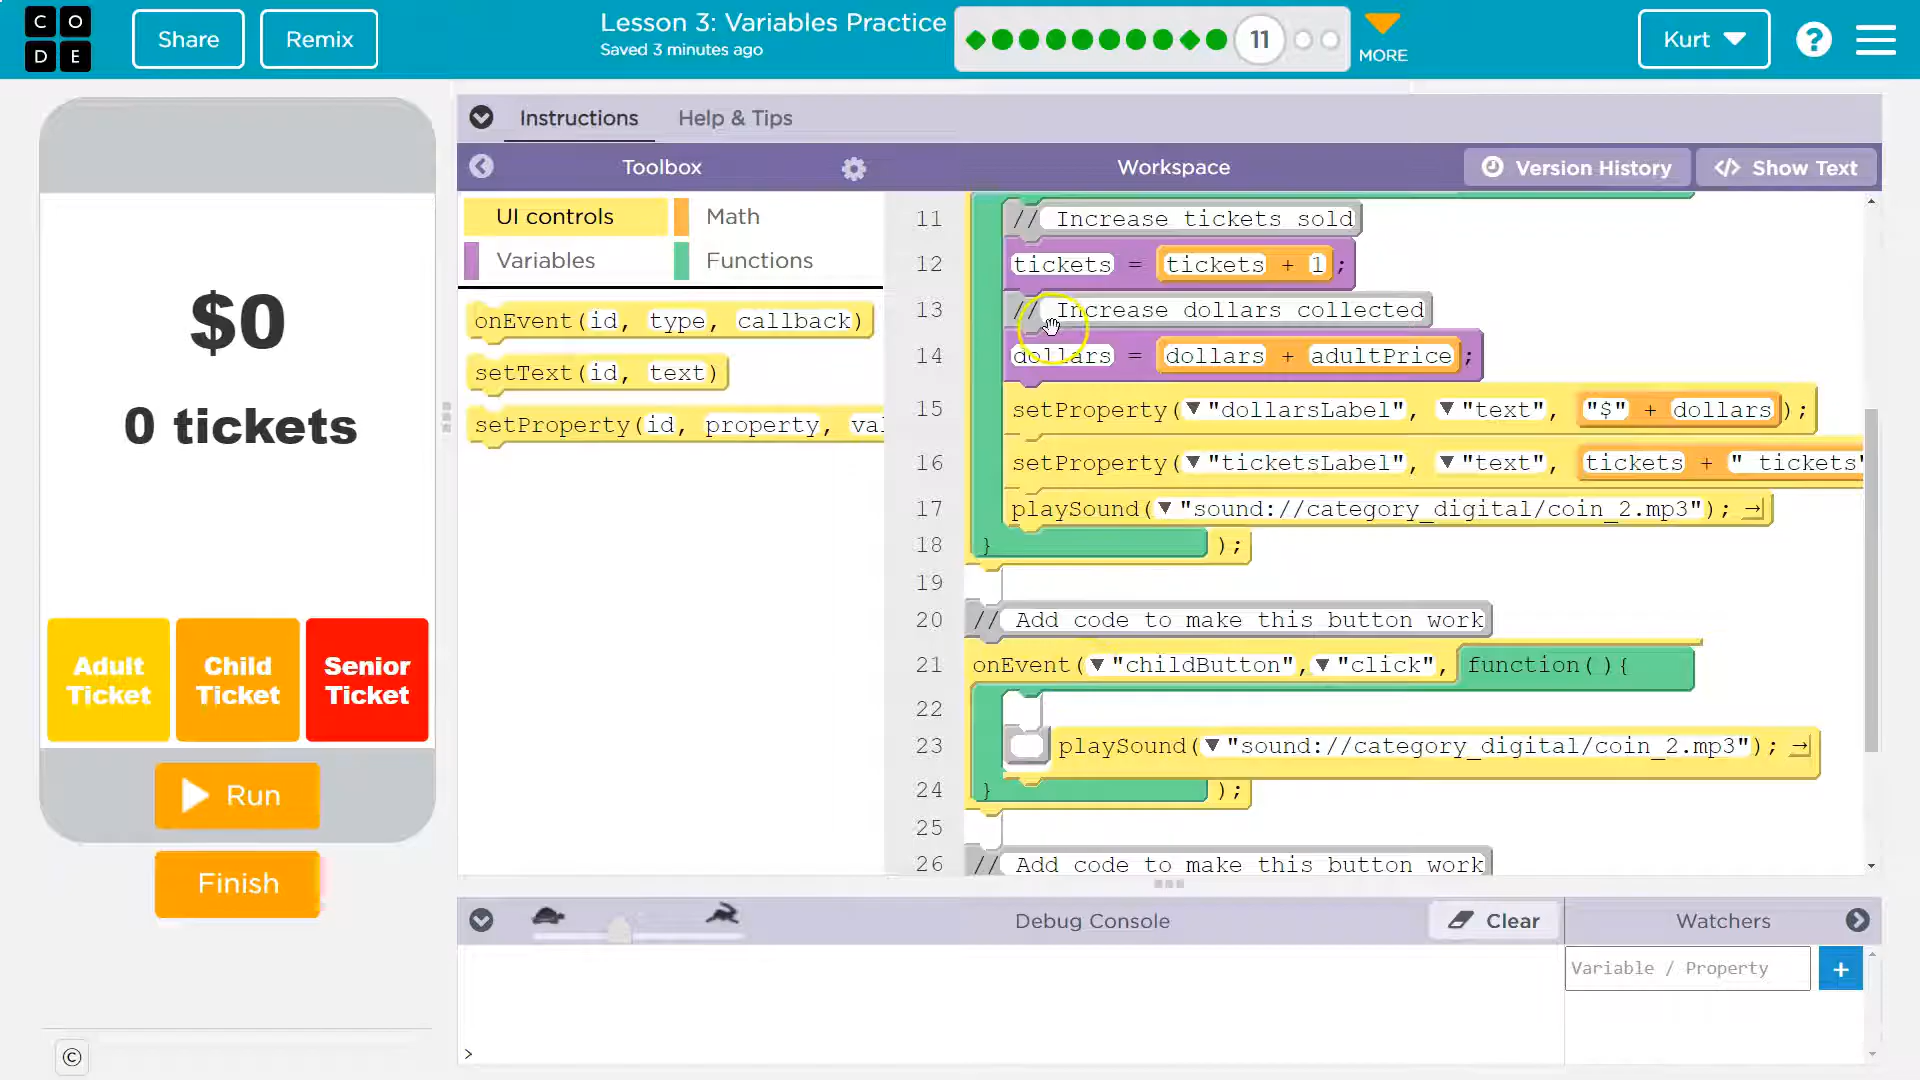 CO
DE
Share
Remix
Lesson 3: Variables Practice
Saved 3 minutes ago
11
MORE
Kurt
?
Instructions
Help & Tips
Toolbox
Workspace
Version History
</> Show Text
UI controls
Math
Variables
Functions
onEvent(id, type, callback)
setText(id, text)
setProperty(id, property, val
11 // Increase tickets sold
12 tickets = tickets + 1;
13 // Increase dollars collected
14 dollars = dollars + adultPrice;
15 setProperty(▼"dollarsLabel", ▼"text", "$" + dollars);
16 setProperty(▼"ticketsLabel", ▼"text", tickets + " tickets"
17 playSound(▼"sound://category_digital/coin_2.mp3"); →
18 } );
19
20 // Add code to make this button work
21 onEvent(▼"childButton",▼"click", function(){
22
23 playSound(▼"sound://category_digital/coin_2.mp3"); →
24 } );
25
26 // Add code to make this button work
$0
0 tickets
Adult
Ticket
Child
Ticket
Senior
Ticket
Run
Finish
©
Debug Console
Clear
Watchers
Variable / Property
+
>